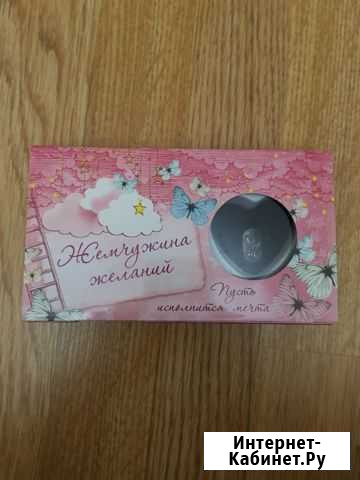 Жемчужина
желаний
Пусть
исполнится мечта
Интернет-
Кабинет.Ру